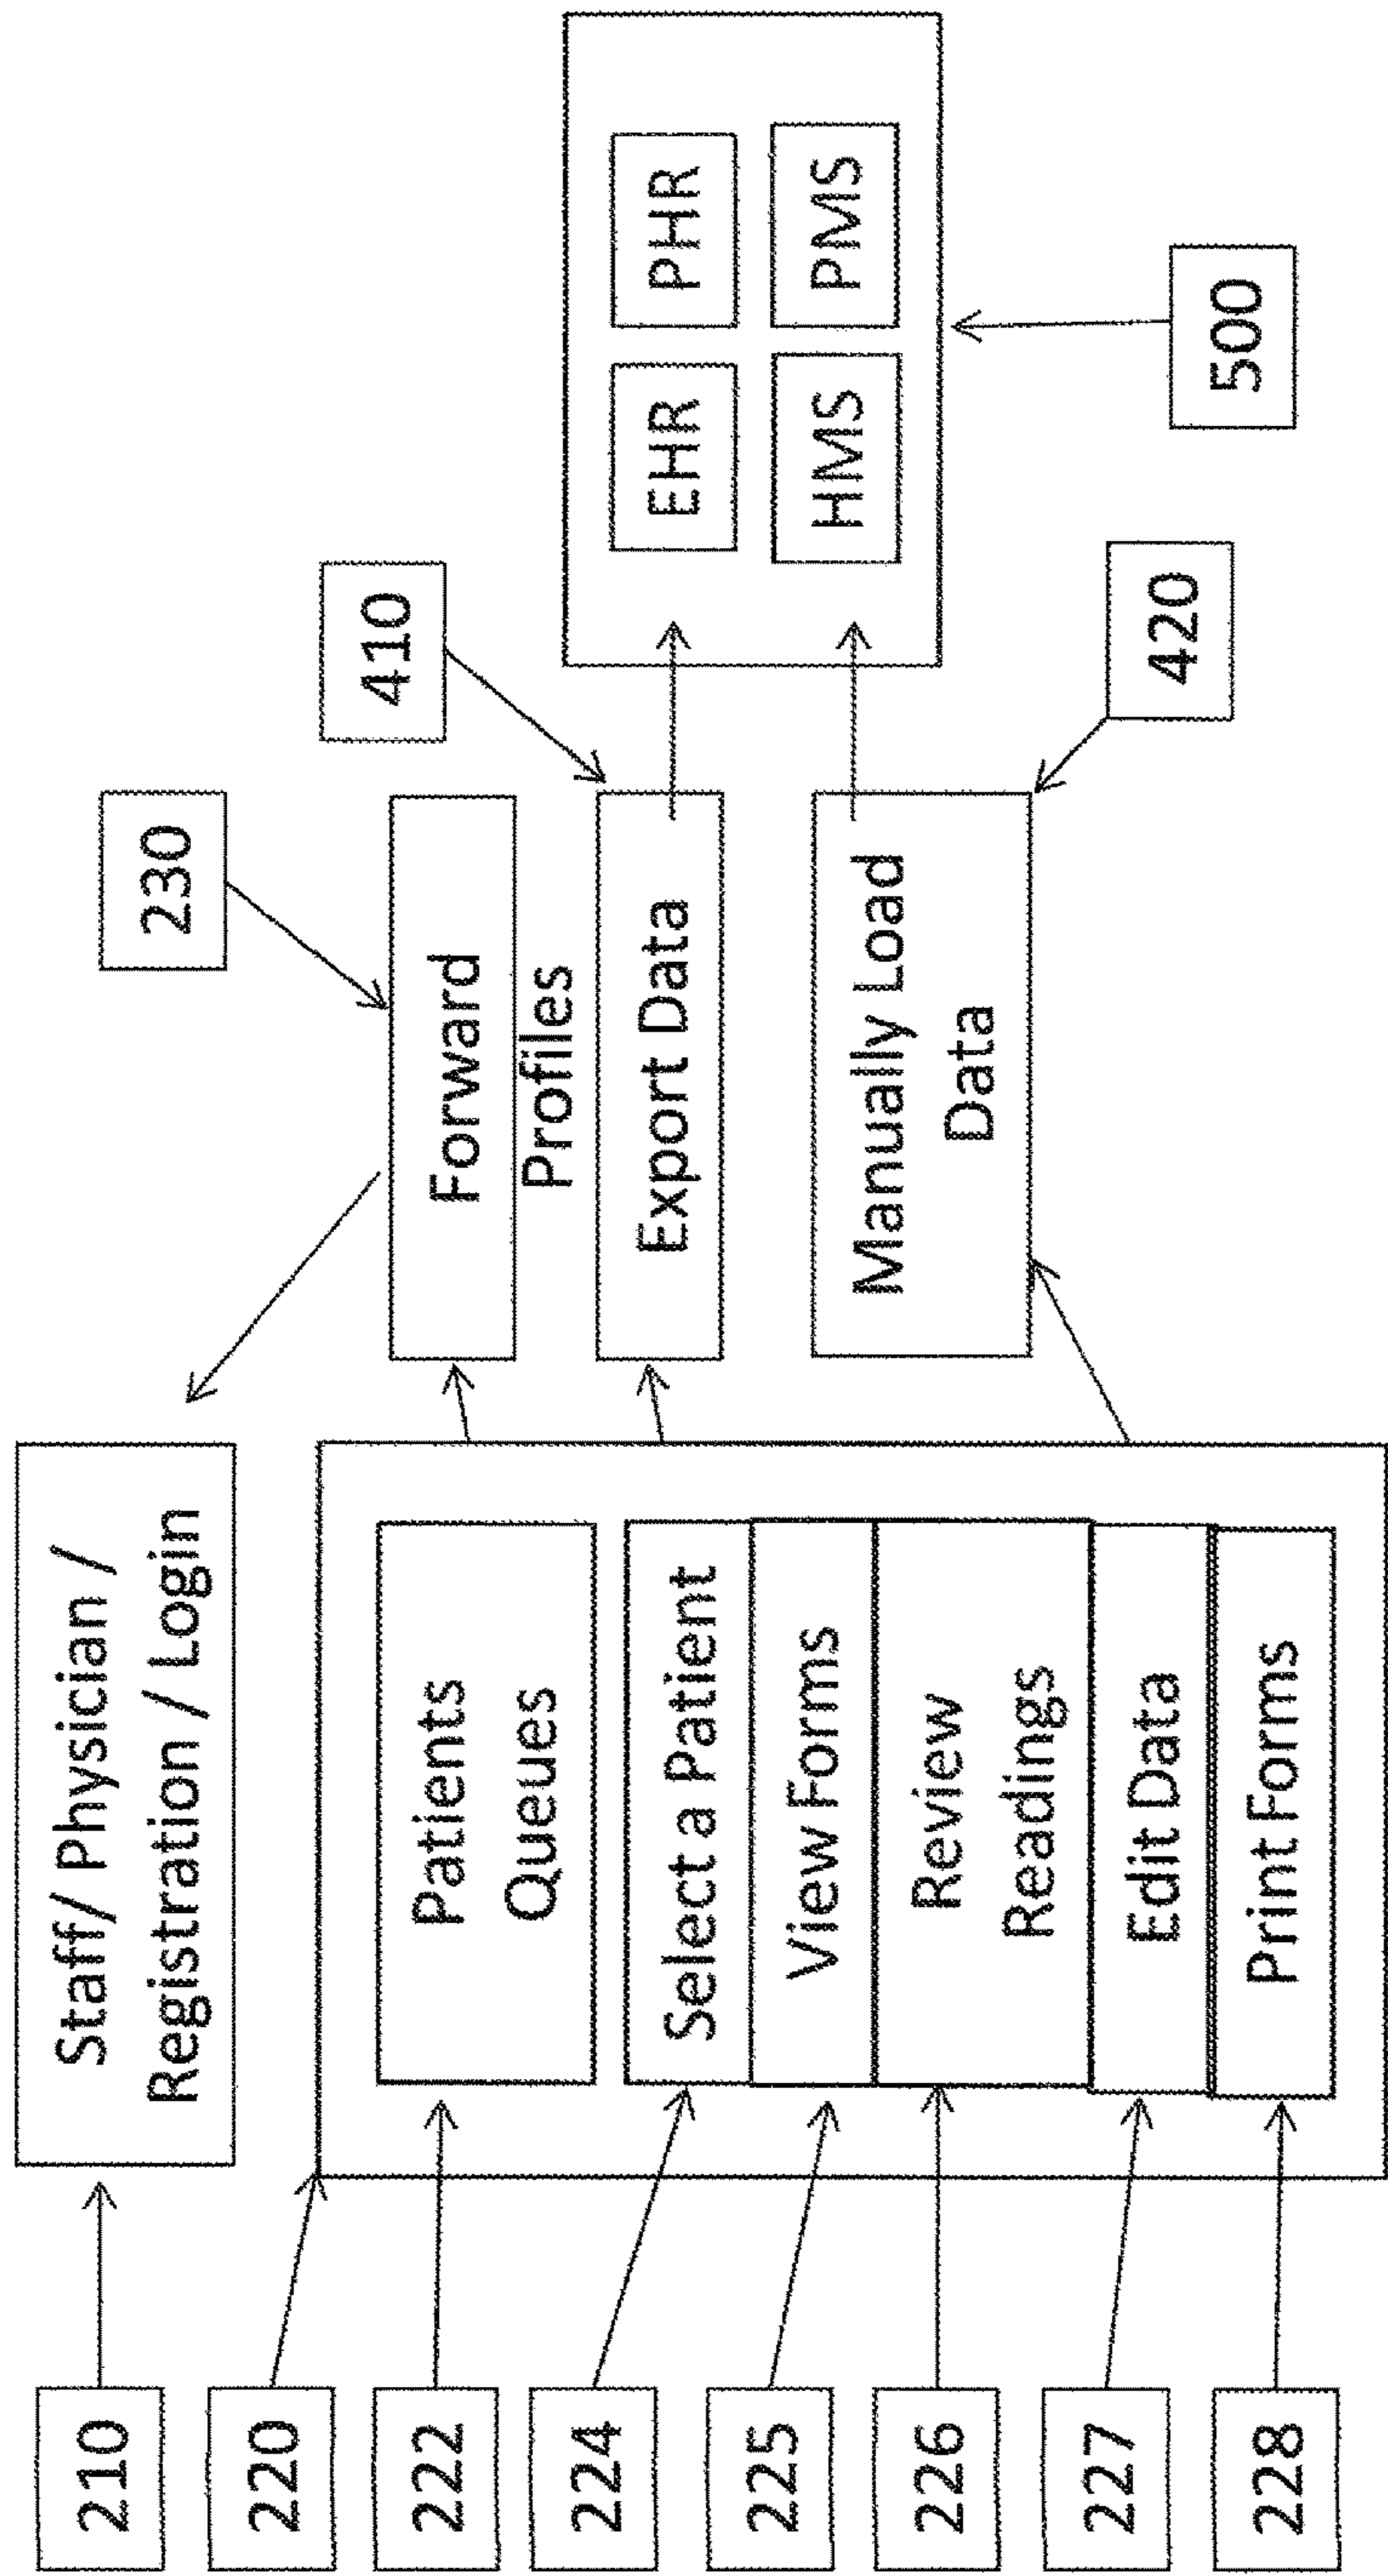 210
Staff/ Physician /
Registration / Login
220
222
Patients
Queues
224
Select a Patient
225
View Forms
226
Review
Readings
227
Edit Data
228
Print Forms
230
Forward
Profiles
410
Export Data
Manually Load
Data
420
EHR
PHR
HMS
PMS
500